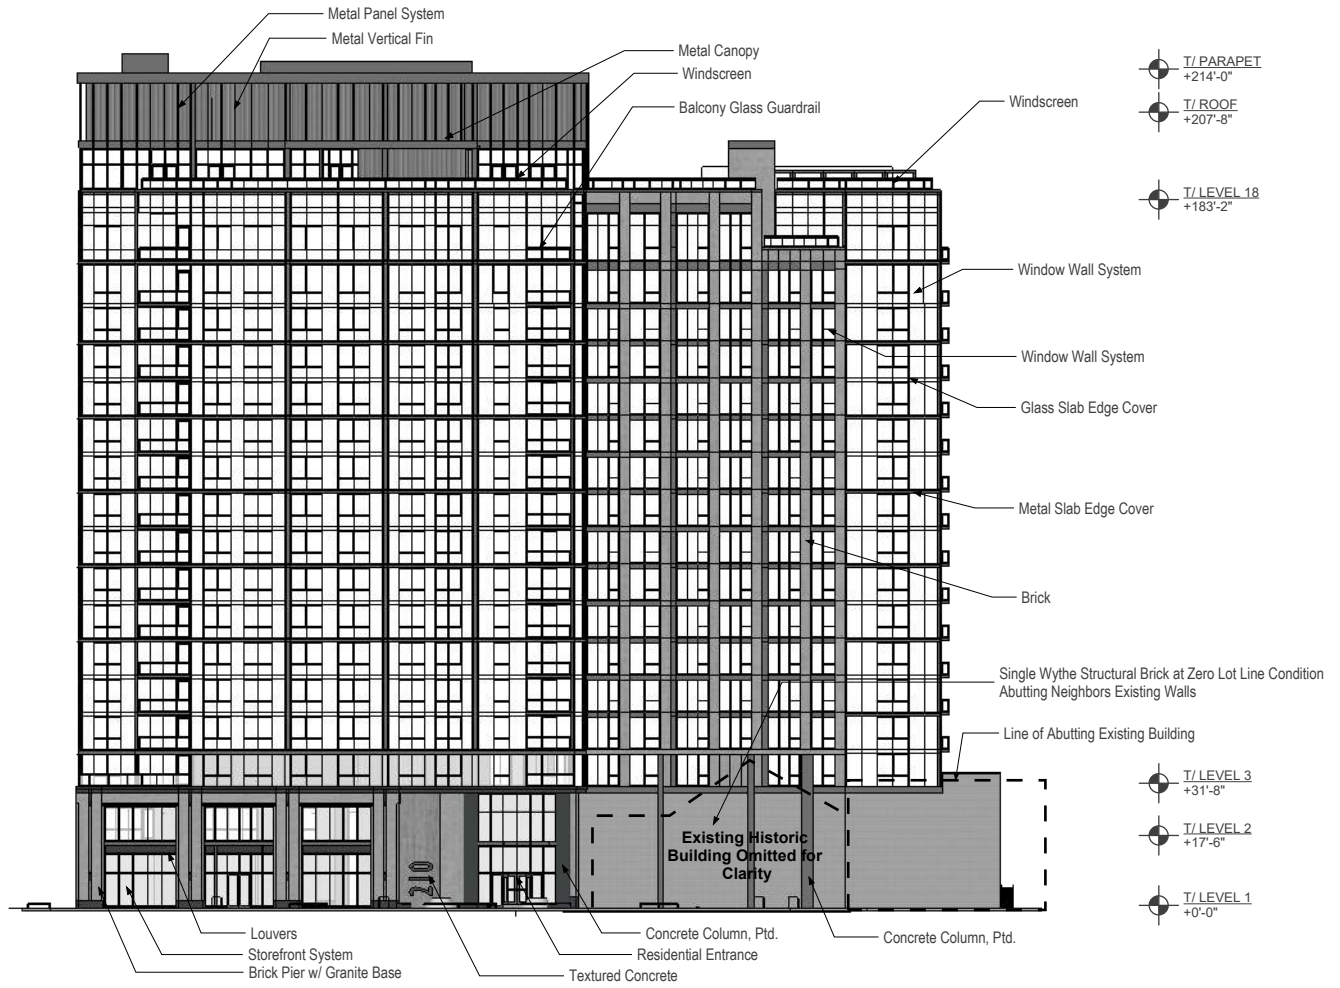 Metal Panel System
Metal Vertical Fin
Metal Canopy
Windscreen
Balcony Glass Guardrail
Windscreen
T/ PARAPET
+214'-0"
T/ ROOF
+207'-8"
T/ LEVEL 18
+183'-2"
Window Wall System
Window Wall System
Glass Slab Edge Cover
Metal Slab Edge Cover
Brick
Single Wythe Structural Brick at Zero Lot Line Condition
Abutting Neighbors Existing Walls
Line of Abutting Existing Building
T/ LEVEL 3
+31'-8"
T/ LEVEL 2
+17'-6"
T/ LEVEL 1
+0'-0"
Existing Historic
Building Omitted for
Clarity
210
Louvers
Storefront System
Brick Pier w/ Granite Base
Concrete Column, Ptd.
Residential Entrance
Textured Concrete
Concrete Column, Ptd.